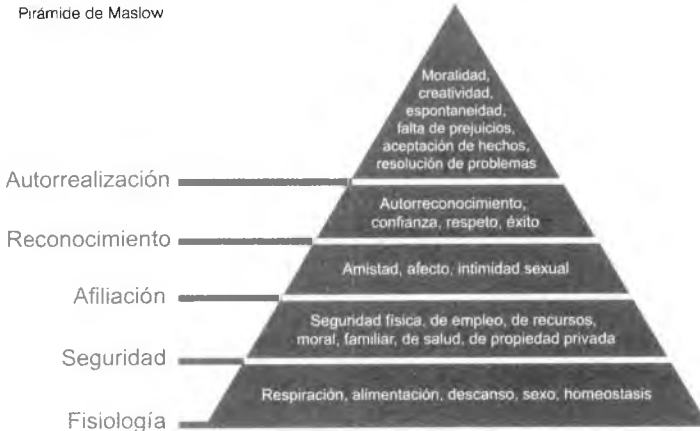 Pirámide de Maslow
Moralidad,
creatividad,
espontaneidad,
falta de prejuicios,
aceptación de hechos,
resolución de problemas
Autorrealización
Autorreconocimiento,
confianza, respeto, éxito
Reconocimiento
Amistad, afecto, intimidad sexual
Afiliación
Seguridad física, de empleo, de recursos,
moral, familiar, de salud, de propiedad privada
Seguridad
Respiración, alimentación, descanso, sexo, homeostasis
Fisiología